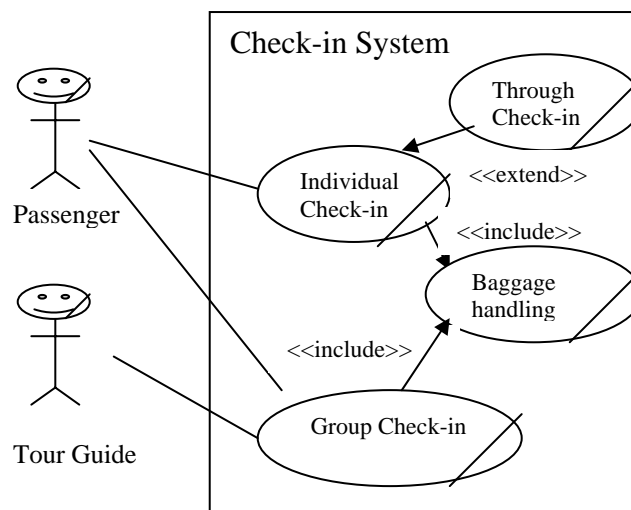 Check-in System
Through
Check-in
Individual
Check-in
<<extend>>
Passenger
<<include>>
Baggage
handling
<<include>>
Group Check-in
Tour Guide